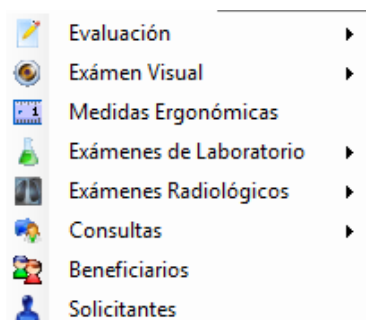 Evaluación
Exámen Visual
Medidas Ergonómicas
Exámenes de Laboratorio
Exámenes Radiológicos
Consultas
Beneficiarios
Solicitantes